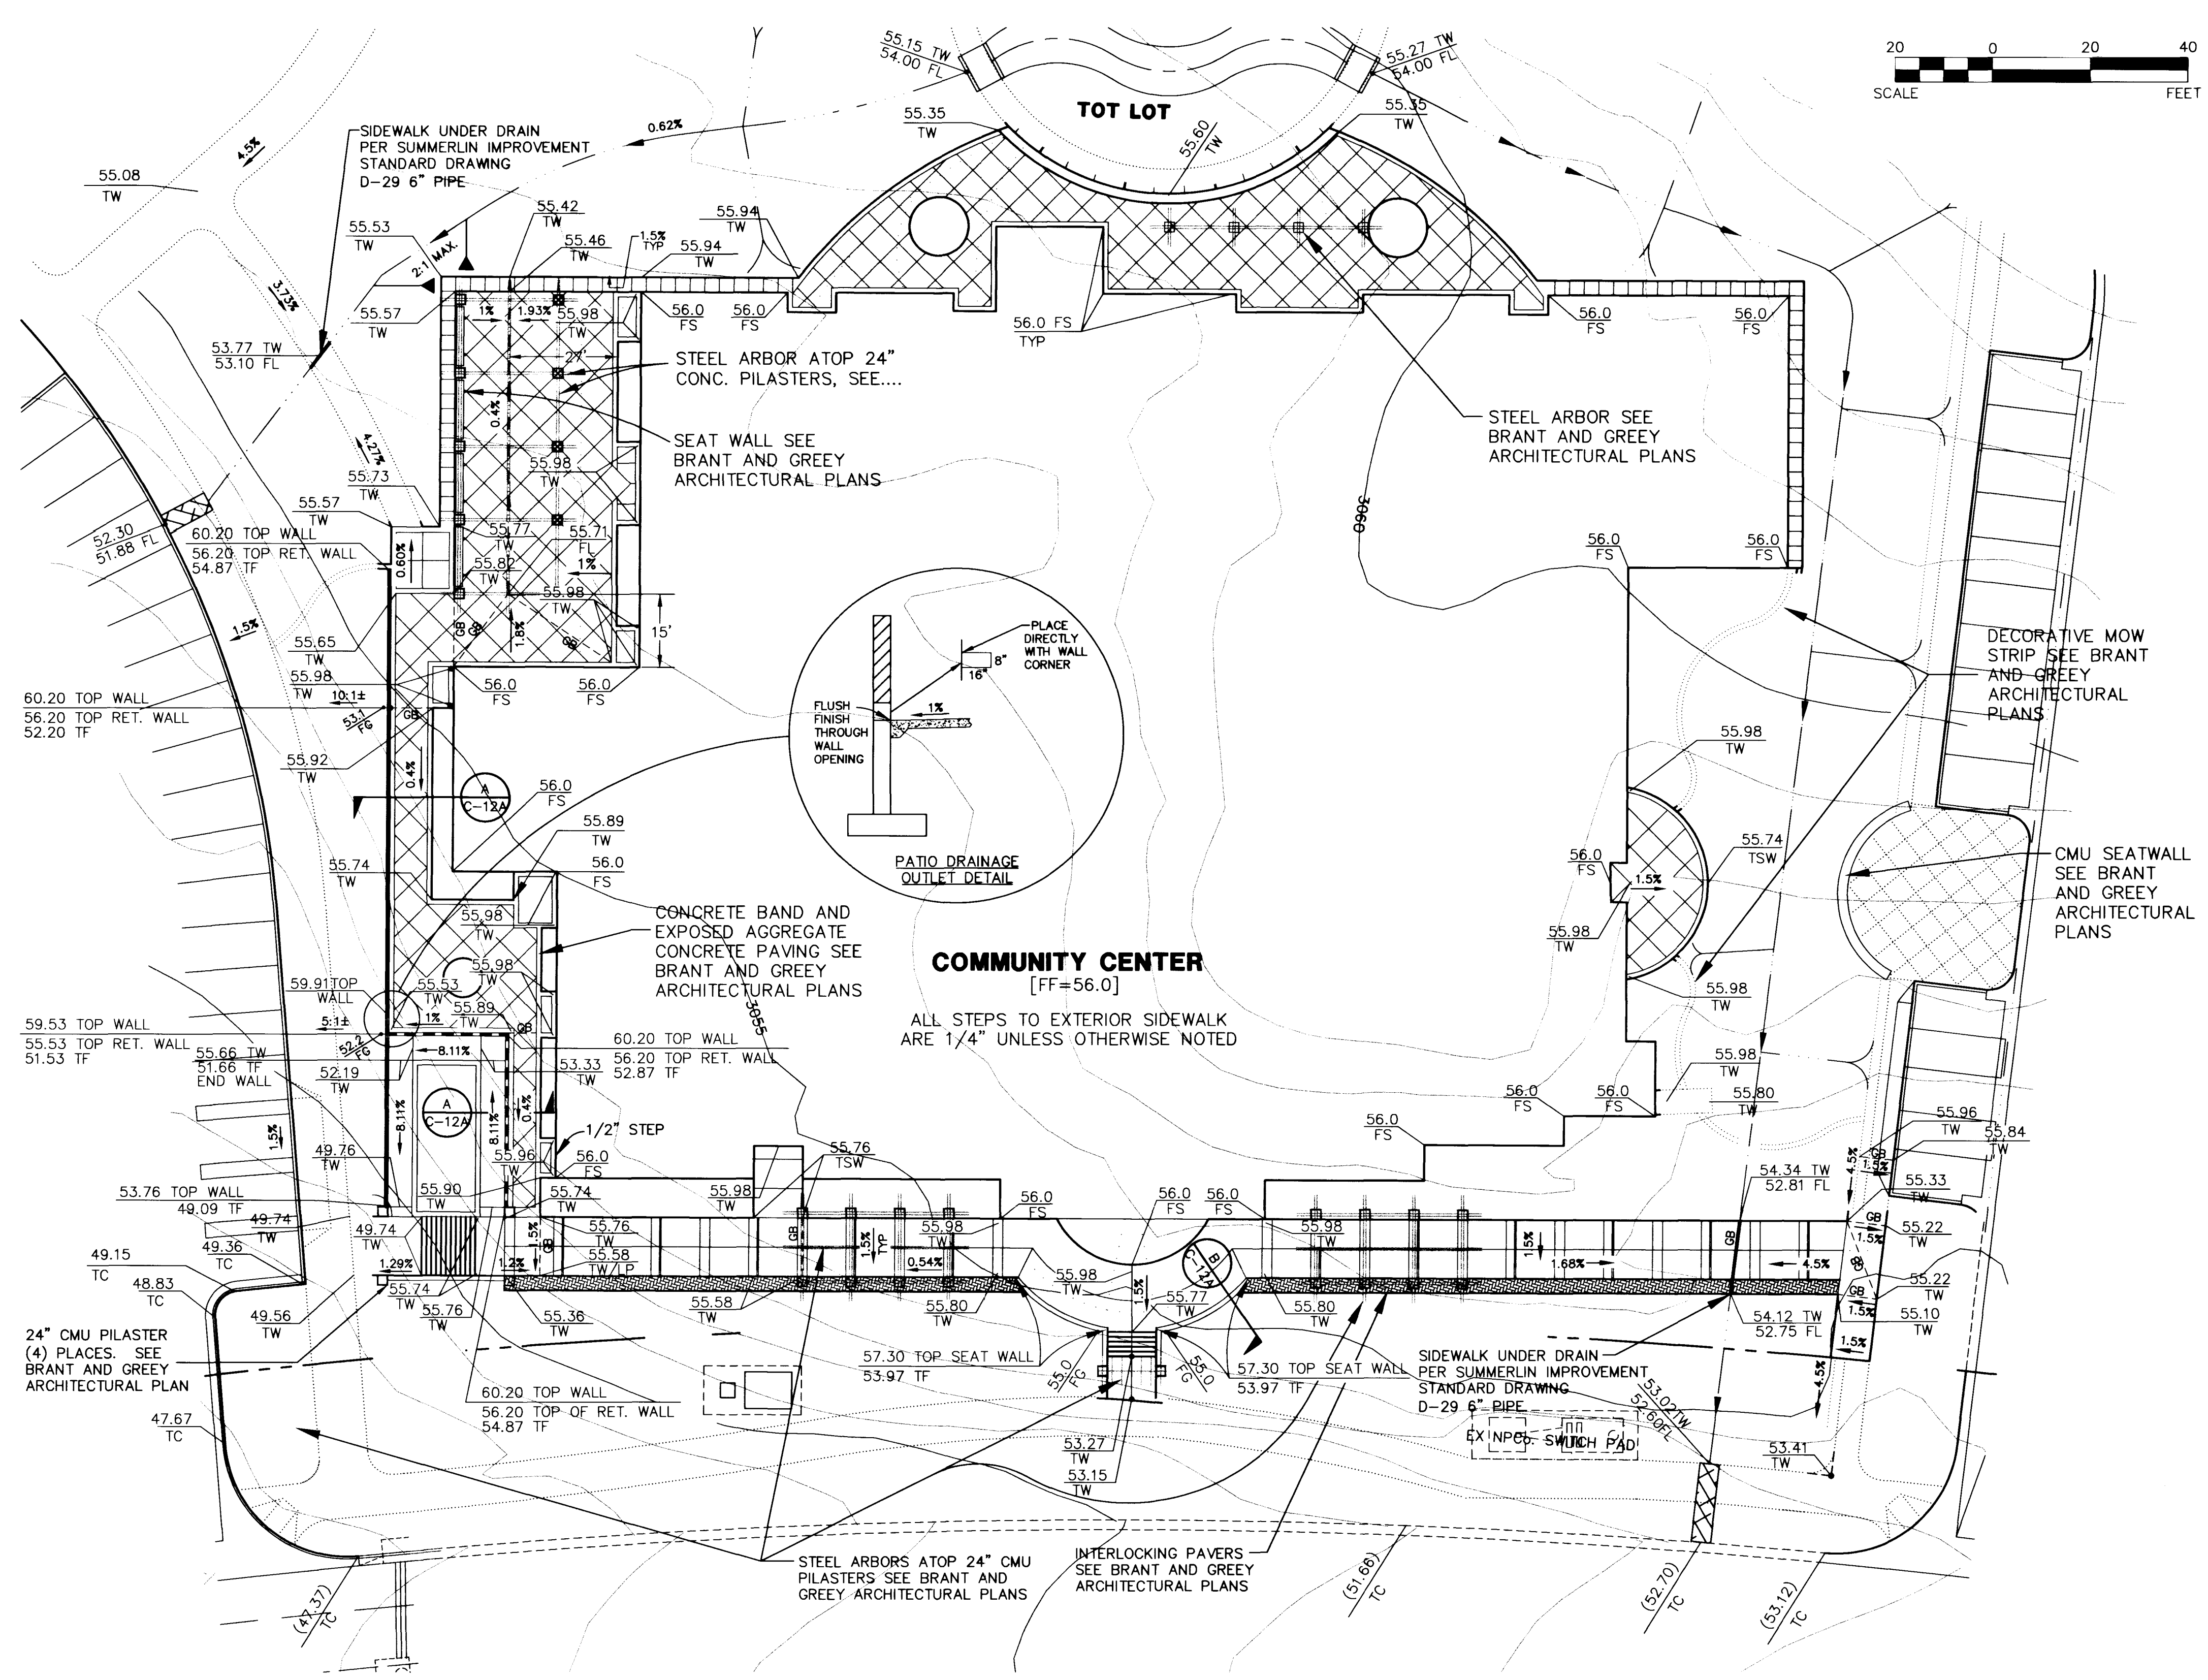 20 0 20 40
SCALE FEET
55.15 TW
54.00 FL
55.27 TW
54.00 FL
TOT LOT
55.35
TW
55.35
TW
55.60
TW
0.62%
4.5%
SIDEWALK UNDER DRAIN
PER SUMMERLIN IMPROVEMENT
STANDARD DRAWING
D-29 6" PIPE
55.08
TW
55.53
TW
2:1 MAX.
55.42
TW
55.46
TW
1.5%
TYP
55.94
TW
55.94
TW
3.73%
55.57
TW
1%
1.93%
55.98
TW
56.0
FS
56.0
FS
56.0 FS
TYP
56.0
FS
56.0
FS
53.77 TW
53.10 FL
27'
STEEL ARBOR ATOP 24"
CONC. PILASTERS, SEE....
0.4%
STEEL ARBOR SEE
BRANT AND GREEY
ARCHITECTURAL PLANS
SEAT WALL SEE
BRANT AND GREEY
ARCHITECTURAL PLANS
4.27%
55.98
TW
55.73
TW
55.57
TW
3060
52.30
51.88 FL
60.20 TOP WALL
56.20 TOP RET. WALL
54.87 TF
0.60%
55.77
TW
55.71
FL
55.82
TW
1%
55.98
TW
56.0
FS
56.0
FS
1.5%
GB
GB
1.8%
GB
15'
55.65
TW
55.98
TW
56.0
FS
56.0
FS
PLACE
DIRECTLY
WITH WALL
CORNER
8"
16"
FLUSH
FINISH
THROUGH
WALL
OPENING
1%
PATIO DRAINAGE
OUTLET DETAIL
DECORATIVE MOW
STRIP SEE BRANT
AND GREEY
ARCHITECTURAL
PLANS
60.20 TOP WALL
56.20 TOP RET. WALL
52.20 TF
10:1±
53.1
FG
GB
55.92
TW
0.4%
A
C-12A
56.0
FS
55.98
TW
55.89
TW
56.0
FS
55.74
TW
55.74
TSW
56.0
FS
1.5%
CMU SEATWALL
SEE BRANT
AND GREEY
ARCHITECTURAL
PLANS
55.98
TW
CONCRETE BAND AND
EXPOSED AGGREGATE
CONCRETE PAVING SEE
BRANT AND GREEY
ARCHITECTURAL PLANS
55.98
TW
55.98
TW
COMMUNITY CENTER
[FF=56.0]
ALL STEPS TO EXTERIOR SIDEWALK
ARE 1/4" UNLESS OTHERWISE NOTED
3055
55.98
TW
59.91 TOP
WALL
55.53
TW
55.89
TW
1%
GB
5:1±
52.2
FG
59.53 TOP WALL
55.53 TOP RET. WALL
51.53 TF
55.66 TW
51.66 TF
END WALL
52.19
TW
8.11%
53.33
TW
60.20 TOP WALL
56.20 TOP RET. WALL
52.87 TF
55.98
TW
55.80
TW
56.0
FS
56.0
FS
56.0
FS
A
C-12A
8.11%
8.11%
0.4%
1/2" STEP
1.5%
49.76
TW
55.96
TW
56.0
FS
55.76
TSW
55.96
TW
55.84
TW
GB
1.5%
4.5%
53.76 TOP WALL
49.09 TF
55.90
TW
55.74
TW
55.98
TW
56.0
FS
56.0
FS
56.0
FS
54.34 TW
52.81 FL
55.33
TW
49.74
TW
49.74
TW
49.36
TC
49.15
TC
48.83
TC
1.29%
1.2%
1.5%
GB
55.76
TW
55.58
TW/LP
GB
1.5%
TYP
0.54%
55.98
TW
55.98
TW
55.98
TW
1.5%
B
C-12A
1.5%
1.68%
GB
4.5%
GB
1.5%
55.22
TW
GB
55.22
TW
GB
1.5%
55.10
TW
49.56
TW
55.74
TW
55.76
TW
55.36
TW
55.58
TW
55.80
TW
55.77
TW
55.80
TW
54.12 TW
52.75 FL
1.5%
24" CMU PILASTER
(4) PLACES. SEE
BRANT AND GREEY
ARCHITECTURAL PLAN
57.30 TOP SEAT WALL
53.97 TF
55.0
FG
55.0
FG
57.30 TOP SEAT WALL
53.97 TF
SIDEWALK UNDER DRAIN
PER SUMMERLIN IMPROVEMENT
STANDARD DRAWING
D-29 6" PIPE
4.5%
60.20 TOP WALL
56.20 TOP OF RET. WALL
54.87 TF
47.67
TC
53.02TW
52.60FL
EX NPCo. SWITCH PAD
53.27
TW
53.15
TW
53.41
TW
STEEL ARBORS ATOP 24" CMU
PILASTERS SEE BRANT AND
GREEY ARCHITECTURAL PLANS
INTERLOCKING PAVERS
SEE BRANT AND GREEY
ARCHITECTURAL PLANS
(47.37)
TC
(51.66)
TC
(52.70)
TC
(53.12)
TC